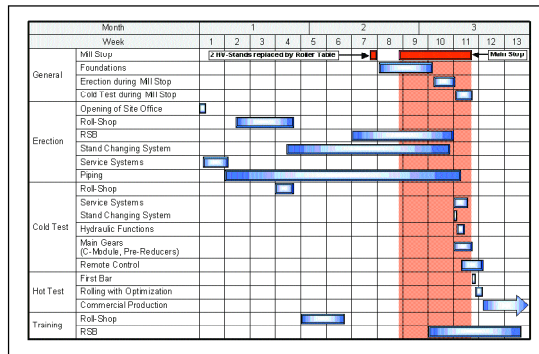 Month 1 2 3
Week 1 2 3 4 5 6 7 8 9 10 11 12 13
General
Mill Stop 2 HV-Stands replaced by Roller Table Main Stop
Foundations
Erection during Mill Stop
Cold Test during Mill Stop
Erection
Opening of Site Office
Roll-Shop
RSB
Stand Changing System
Service Systems
Piping
Cold Test
Roll-Shop
Service Systems
Stand Changing System
Hydraulic Functions
Main Gears
(C-Module, Pre-Reducers)
Remote Control
Hot Test
First Bar
Rolling with Optimization
Commercial Production
Training
Roll-Shop
RSB